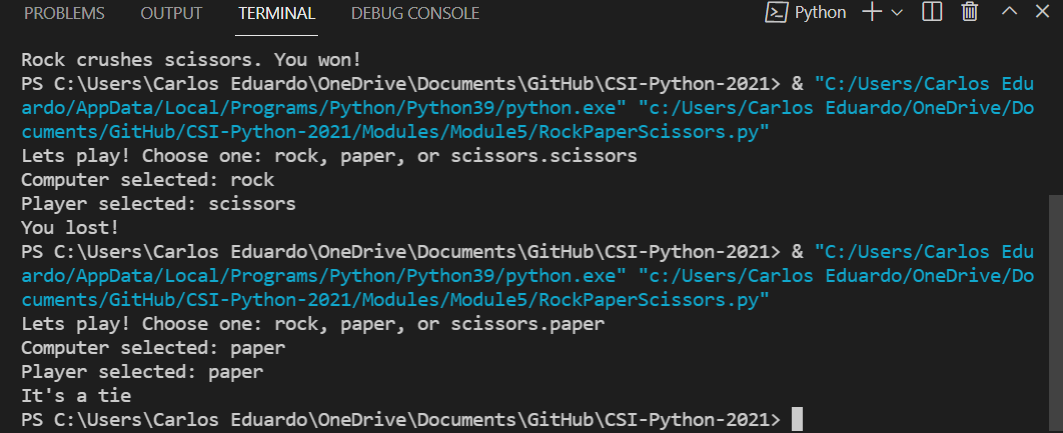 PROBLEMS OUTPUT TERMINAL DEBUG CONSOLE Python
Rock crushes scissors. You won!
PS C:\Users\Carlos Eduardo\OneDrive\Documents\GitHub\CSI-Python-2021> & "C:/Users/Carlos Edu
ardo/AppData/Local/Programs/Python/Python39/python.exe" "c:/Users/Carlos Eduardo/OneDrive/Do
cuments/GitHub/CSI-Python-2021/Modules/Module5/RockPaperScissors.py"
Lets play! Choose one: rock, paper, or scissors.scissors
Computer selected: rock
Player selected: scissors
You lost!
PS C:\Users\Carlos Eduardo\OneDrive\Documents\GitHub\CSI-Python-2021> & "C:/Users/Carlos Edu
ardo/AppData/Local/Programs/Python/Python39/python.exe" "c:/Users/Carlos Eduardo/OneDrive/Do
cuments/GitHub/CSI-Python-2021/Modules/Module5/RockPaperScissors.py"
Lets play! Choose one: rock, paper, or scissors.paper
Computer selected: paper
Player selected: paper
It's a tie
PS C:\Users\Carlos Eduardo\OneDrive\Documents\GitHub\CSI-Python-2021>